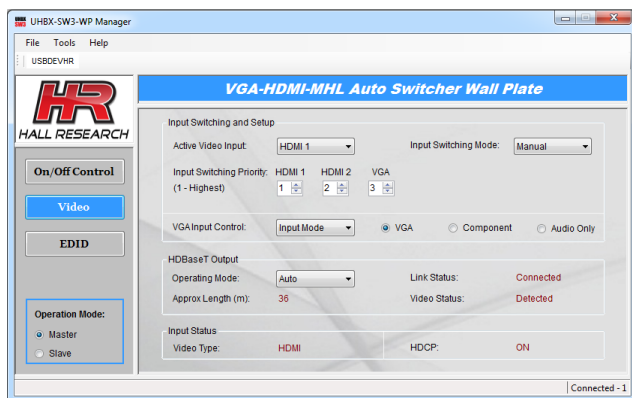 UHBX-SW3-WP Manager
File Tools Help
USBDEVHR
HR
HALL RESEARCH
VGA-HDMI-MHL Auto Switcher Wall Plate
On/Off Control
Video
EDID
Operation Mode:
Master
Slave
Input Switching and Setup
Active Video Input: HDMI 1 Input Switching Mode: Manual
Input Switching Priority: HDMI 1 HDMI 2 VGA
(1 - Highest) 1 2 3
VGA Input Control: Input Mode VGA Component Audio Only
HDBaseT Output
Operating Mode: Auto Link Status: Connected
Approx Length (m): 36 Video Status: Detected
Input Status
Video Type: HDMI HDCP: ON
Connected - 1